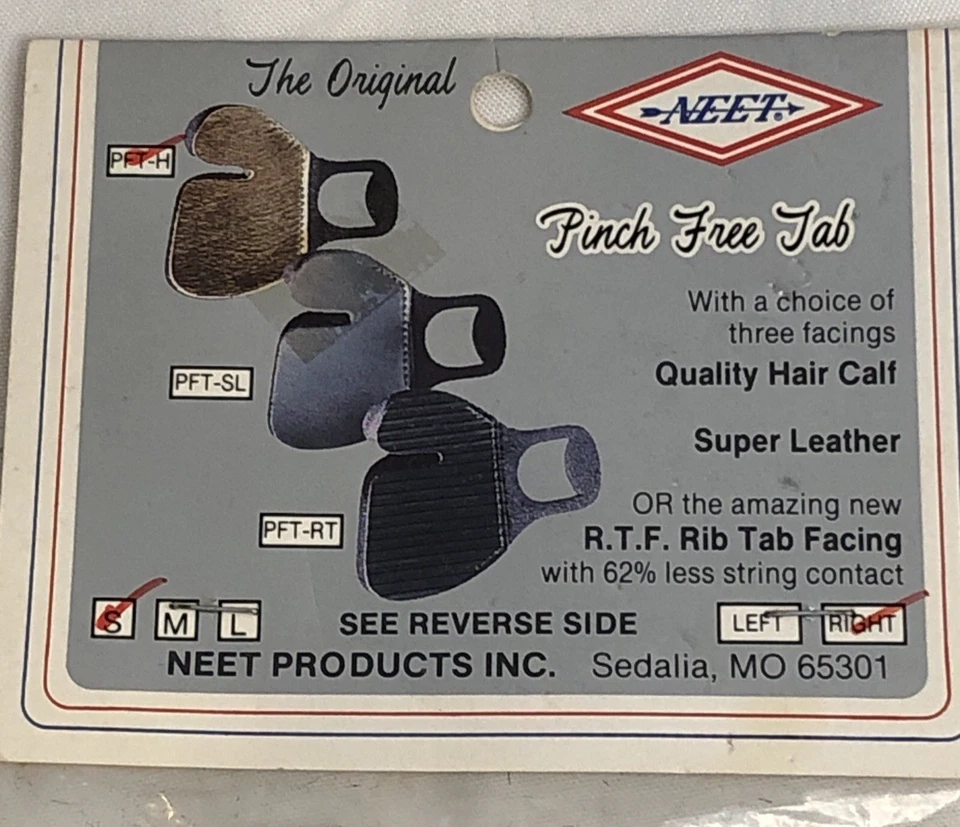 The Original
NEET®
PFT-H
Pinch Free Tab
With a choice of
three facings
PFT-SL
Quality Hair Calf
Super Leather
PFT-RT
OR the amazing new
R.T.F. Rib Tab Facing
with 62% less string contact
S M L SEE REVERSE SIDE LEFT RIGHT
NEET PRODUCTS INC. Sedalia, MO 65301